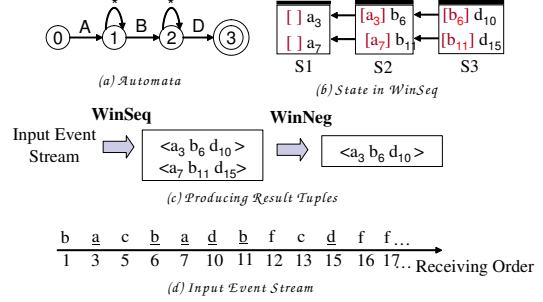 0 A * 1 B * 2 D 3
(a) Automata
[ ] a3 [a3] b6 [b6] d10
[ ] a7 [a7] b11 [b11] d15
S1 S2 S3
(b) State in WinSeq
WinSeq WinNeg
Input Event
Stream
<a3 b6 d10 >
<a7 b11 d15>
<a3 b6 d10 >
(c) Producing Result Tuples
b a c b a d b f c d f f
1 3 5 6 7 10 11 12 13 15 16 17... ... Receiving Order
(d) Input Event Stream